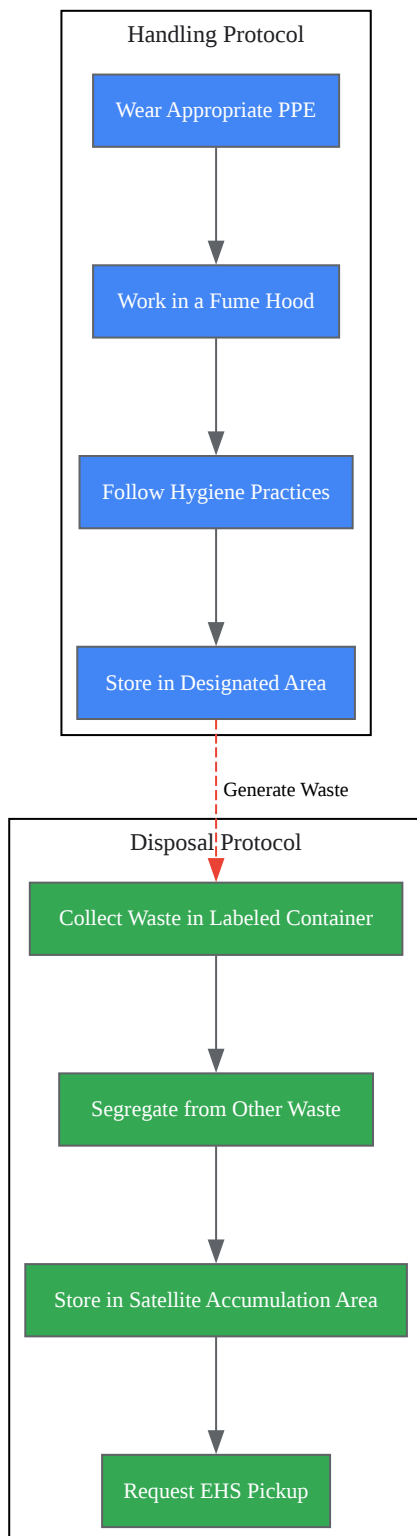 Handling Protocol
Wear Appropriate PPE
Work in a Fume Hood
Follow Hygiene Practices
Store in Designated Area
Generate Waste
Disposal Protocol
Collect Waste in Labeled Container
Segregate from Other Waste
Store in Satellite Accumulation Area
Request EHS Pickup